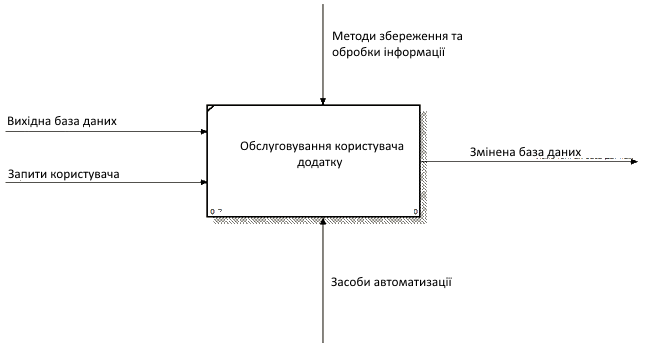 Методи збереження та
обробки інформації
Вихідна база даних
Обслуговування користувача
додатку
Змінена база даних
Запити користувача
0
Засоби автоматизації